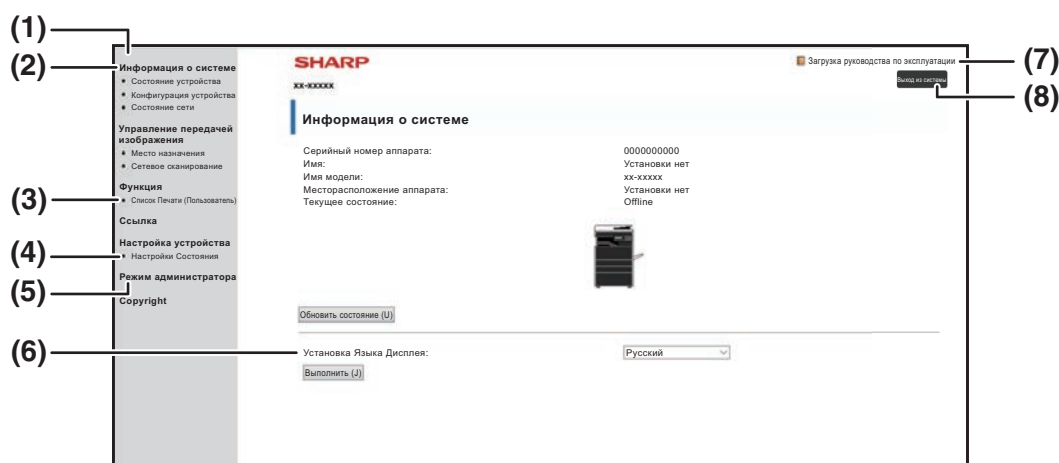 (1)
(2)
Информация о системе
Состояние устройства
Конфигурация устройства
Состояние сети
Управление передачей
изображения
Место назначения
Сетевое сканирование
Функция
(3)
Список Печати (Пользователь)
Ссылка
Настройка устройства
(4)
Настройки Состояния
Режим администратора
(5)
Copyright
(6)
SHARP
xx-xxxxx
Загрузка руководства по эксплуатации
(7)
Выход из системы
(8)
Информация о системе
Серийный номер аппарата: 0000000000
Имя: Установки нет
Имя модели: xx-xxxxx
Месторасположение аппарата: Установки нет
Текущее состояние: Offline
Обновить состояние (U)
Установка Языка Дисплея: Русский
Выполнить (J)